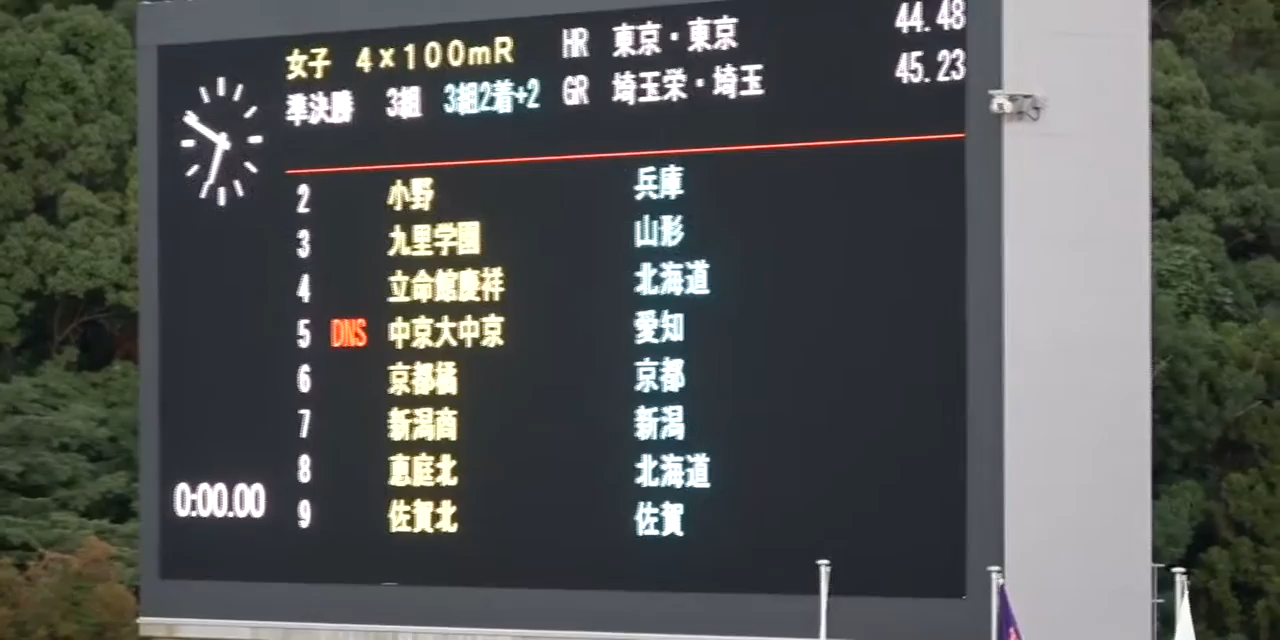 女子 4×100mR HR 東京・東京 44.48
準決勝 3組 3組2着+2 GR 埼玉栄・埼玉 45.23
2 小野 兵庫
3 九里学園 山形
4 立命館慶祥 北海道
5 DNS 中京大中京 愛知
6 京都橘 京都
7 新潟商 新潟
8 恵庭北 北海道
9 佐賀北 佐賀
0:00.00